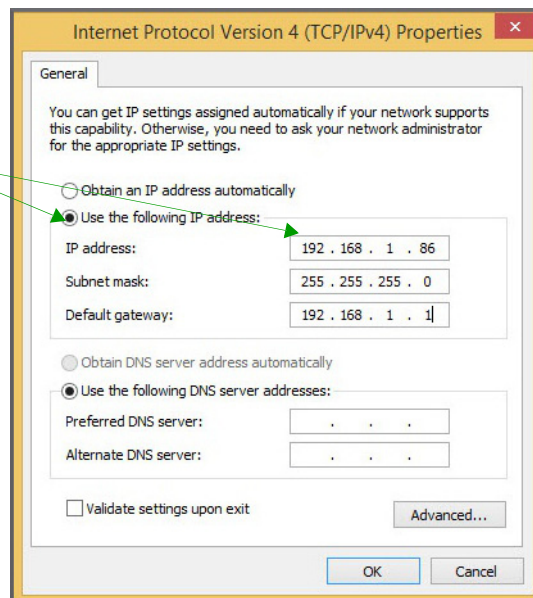 Internet Protocol Version 4 (TCP/IPv4) Properties
General
You can get IP settings assigned automatically if your network supports
this capability. Otherwise, you need to ask your network administrator
for the appropriate IP settings.
Obtain an IP address automatically
Use the following IP address:
IP address: 192 . 168 . 1 . 86
Subnet mask: 255 . 255 . 255 . 0
Default gateway: 192 . 168 . 1 . 1
Obtain DNS server address automatically
Use the following DNS server addresses:
Preferred DNS server: . . .
Alternate DNS server: . . .
Validate settings upon exit
Advanced...
OK Cancel